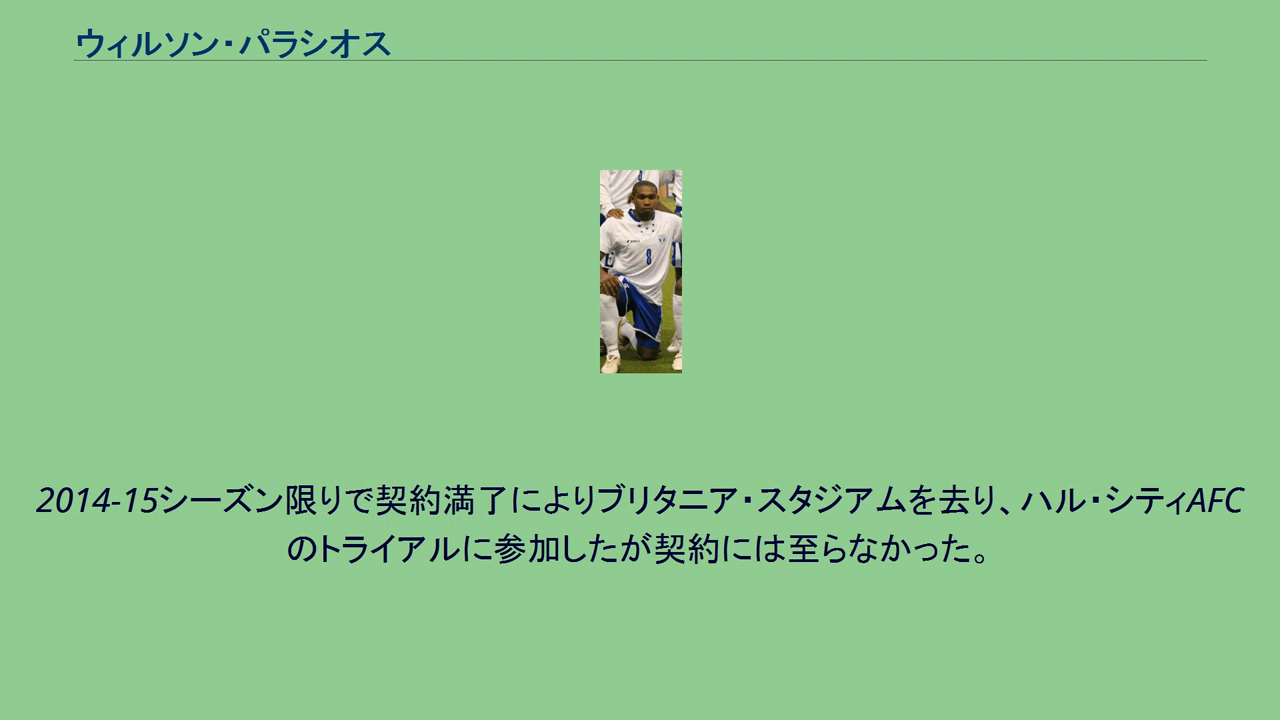 ウィルソン・パラシオス
8
2014-15シーズン限りで契約満了によりブリタニア・スタジアムを去り、ハル・シティAFC
のトライアルに参加したが契約には至らなかった。